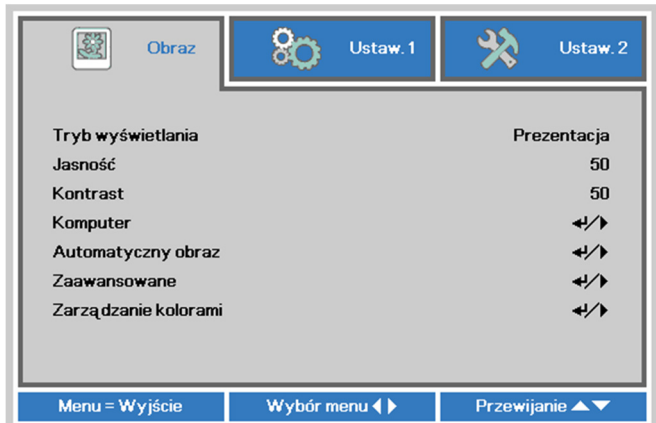 Obraz Ustaw. 1 Ustaw. 2
Tryb wyświetlania Prezentacja
Jasność 50
Kontrast 50
Komputer ↵/▶
Automatyczny obraz ↵/▶
Zaawansowane ↵/▶
Zarządzanie kolorami ↵/▶
Menu = Wyjście Wybór menu ◀▶ Przewijanie ▲▼